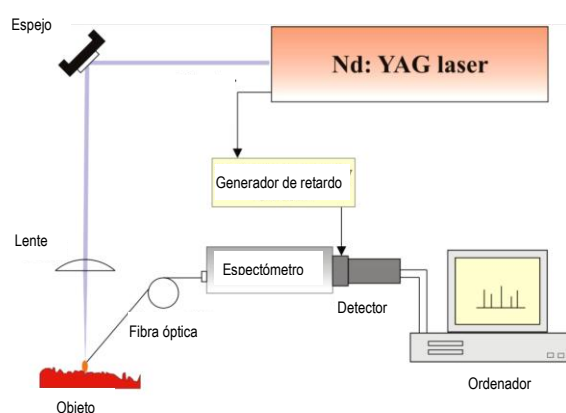 Espejo
Nd: YAG laser
Generador de retardo
Lente
Espectómetro
Detector
Fibra óptica
Ordenador
Objeto